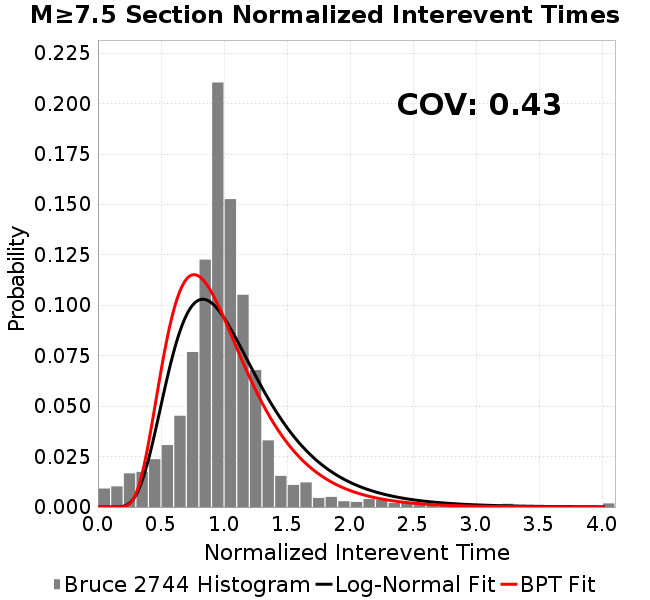 M≥7.5 Section Normalized Interevent Times
COV: 0.43
Probability
0.225
0.200
0.175
0.150
0.125
0.100
0.075
0.050
0.025
0.000
0.0 0.5 1.0 1.5 2.0 2.5 3.0 3.5 4.0
Normalized Interevent Time
Bruce 2744 Histogram Log-Normal Fit BPT Fit